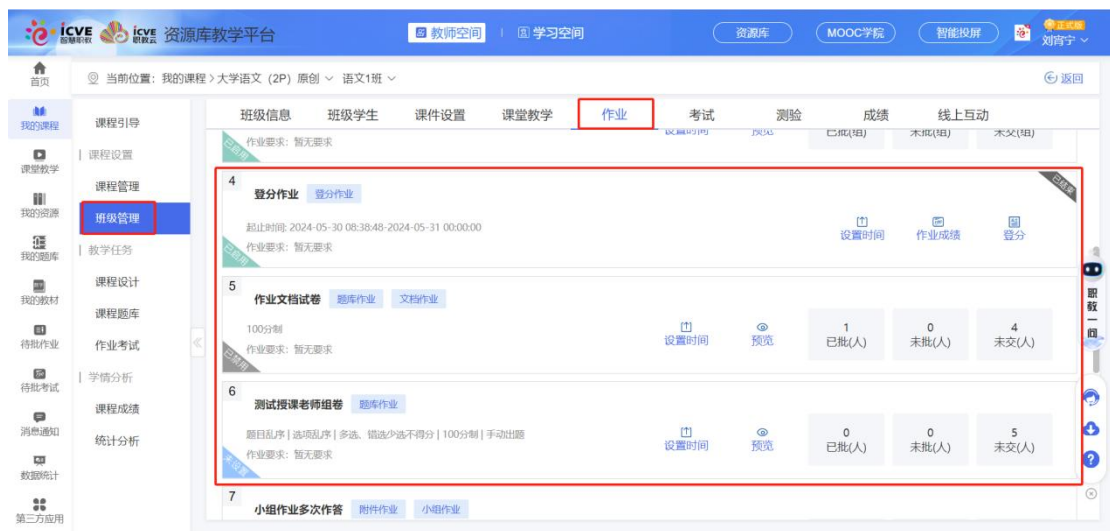 icve 智慧职教 icve 职教云 资源库教学平台 教师空间 学习空间 资源库 MOOC学院 智能投屏 正式版 刘宵宁
首页
当前位置：我的课程 > 大学语文（2P）原创 语文1班
返回
我的课程
课堂教学
我的资源
我的题库
我的教材
待批作业
待批考试
消息通知
数据统计
第三方应用
课程引导
课程设置
课程管理
班级管理
教学任务
课程设计
课程题库
作业考试
学情分析
课程成绩
统计分析
班级信息 班级学生 课件设置 课堂教学 作业 考试 测验 成绩 线上互动
设置时间 预览 已批(组) 未批(组) 未交(组)
作业要求：暂无要求
已启用
4
登分作业 登分作业
已结束
起止时间: 2024-05-30 08:38:48-2024-05-31 00:00:00
作业要求：暂无要求
已启用
设置时间 作业成绩 登分
5
作业文档试卷 题库作业 文档作业
100分制
作业要求：暂无要求
已禁用
设置时间 预览
1 0 4
已批(人) 未批(人) 未交(人)
6
测试授课老师组卷 题库作业
题目乱序 | 选项乱序 | 多选、错选少选不得分 | 100分制 | 手动出题
作业要求：暂无要求
未设置
设置时间 预览
0 0 5
已批(人) 未批(人) 未交(人)
7
小组作业多次作答 附件作业 小组作业
职教一问